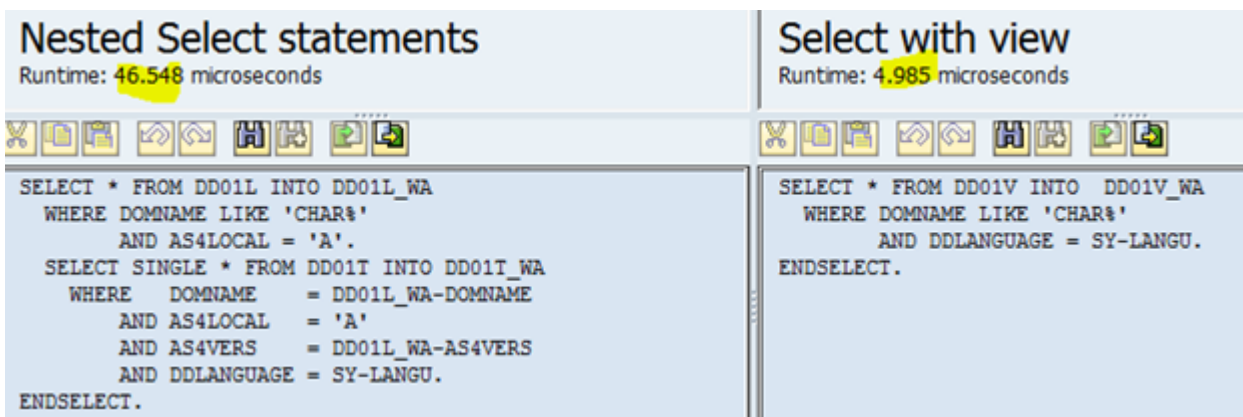 Nested Select statements
Runtime: 46.548 microseconds
SELECT * FROM DD01L INTO DD01L_WA
WHERE DOMNAME LIKE 'CHAR%'
AND AS4LOCAL = 'A'.
SELECT SINGLE * FROM DD01T INTO DD01T_WA
WHERE DOMNAME = DD01L_WA-DOMNAME
AND AS4LOCAL = 'A'
AND AS4VERS = DD01L_WA-AS4VERS
AND DDLANGUAGE = SY-LANGU.
ENDSELECT.
Select with view
Runtime: 4.985 microseconds
SELECT * FROM DD01V INTO DD01V_WA
WHERE DOMNAME LIKE 'CHAR%'
AND DDLANGUAGE = SY-LANGU.
ENDSELECT.